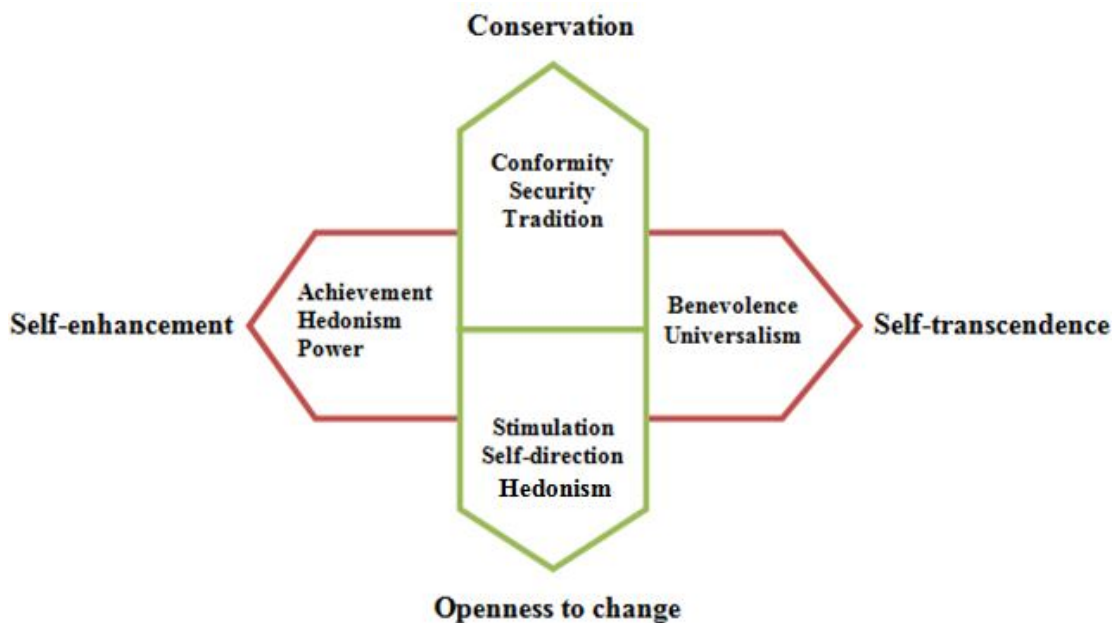 Conservation
Conformity
Security
Tradition
Self-enhancement
Achievement
Hedonism
Power
Benevolence
Universalism
Self-transcendence
Stimulation
Self-direction
Hedonism
Openness to change